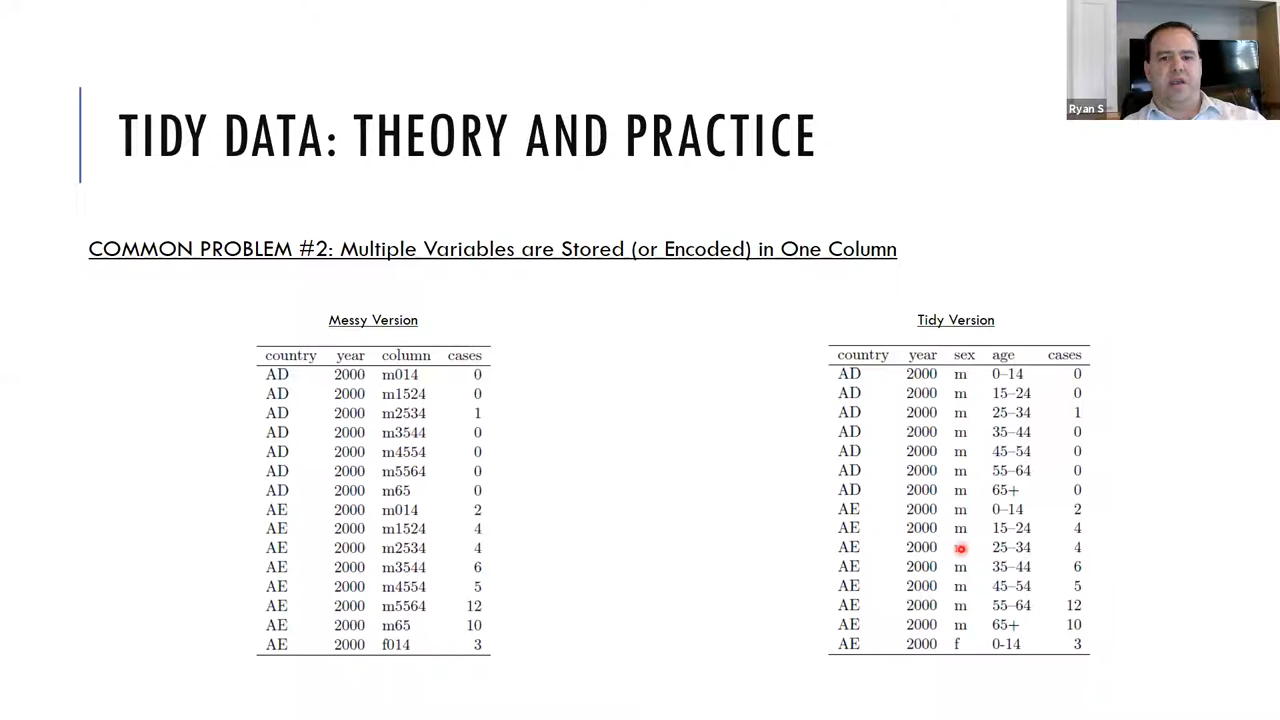 Ryan S
TIDY DATA: THEORY AND PRACTICE
COMMON PROBLEM #2: Multiple Variables are Stored (or Encoded) in One Column
Messy Version
country year column cases
AD 2000 m014 0
AD 2000 m1524 0
AD 2000 m2534 1
AD 2000 m3544 0
AD 2000 m4554 0
AD 2000 m5564 0
AD 2000 m65 0
AE 2000 m014 2
AE 2000 m1524 4
AE 2000 m2534 4
AE 2000 m3544 6
AE 2000 m4554 5
AE 2000 m5564 12
AE 2000 m65 10
AE 2000 f014 3
Tidy Version
country year sex age cases
AD 2000 m 0–14 0
AD 2000 m 15–24 0
AD 2000 m 25–34 1
AD 2000 m 35–44 0
AD 2000 m 45–54 0
AD 2000 m 55–64 0
AD 2000 m 65+ 0
AE 2000 m 0–14 2
AE 2000 m 15–24 4
AE 2000 25–34 4
AE 2000 m 35–44 6
AE 2000 m 45–54 5
AE 2000 m 55–64 12
AE 2000 m 65+ 10
AE 2000 f 0-14 3